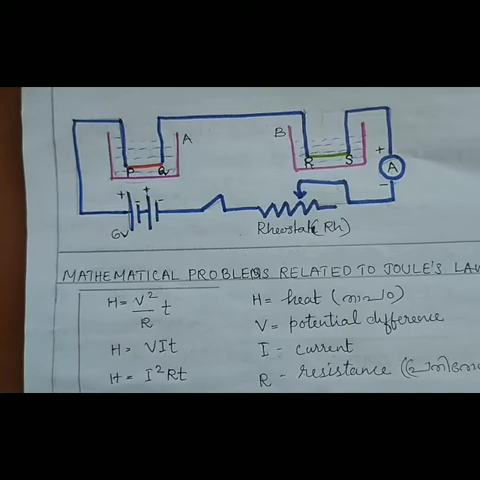 A
B
P Q
R S
+
A
-
+ +
- -
6V
Rheostat (Rh)
MATHEMATICAL PROBLEMS RELATED TO JOULE'S LAW
H = V²/R t
H = heat (താപം)
V = potential difference
H = VIt
I - current
H = I²Rt
R - resistance